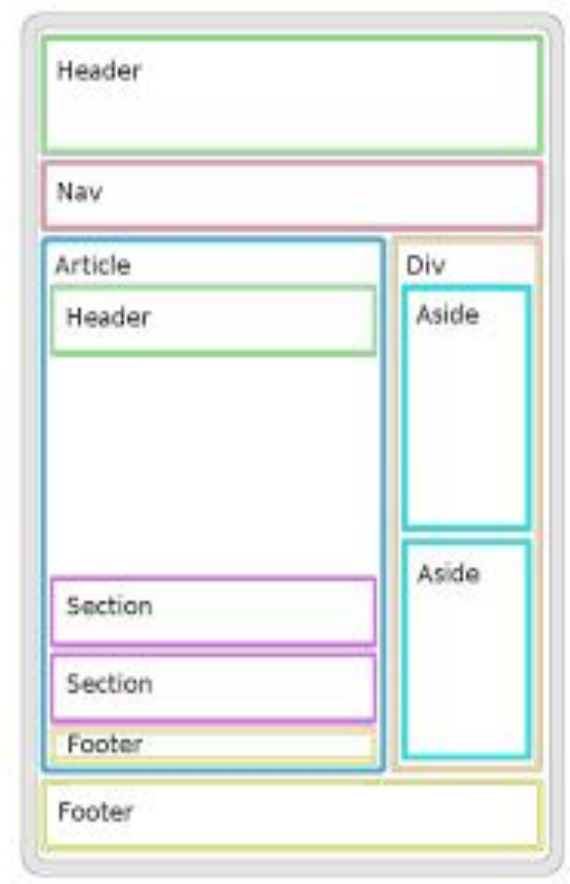 Header
Nav
Article
Header
Section
Section
Footer
Div
Aside
Aside
Footer